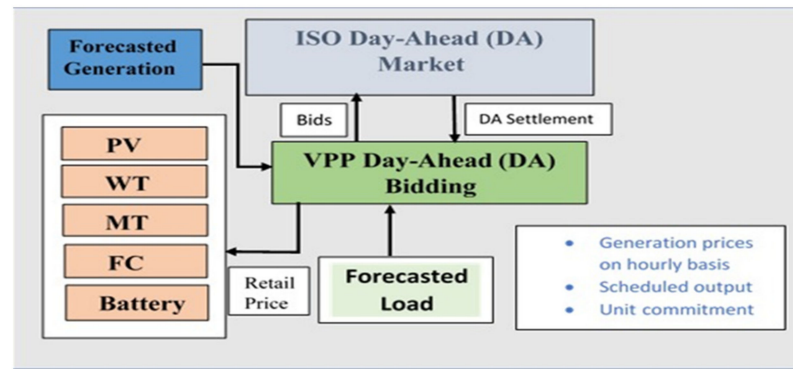 Forecasted
Generation
ISO Day-Ahead (DA)
Market
Bids
DA Settlement
VPP Day-Ahead (DA)
Bidding
PV
WT
MT
FC
Battery
Retail
Price
Forecasted
Load
• Generation prices
on hourly basis
• Scheduled output
• Unit commitment